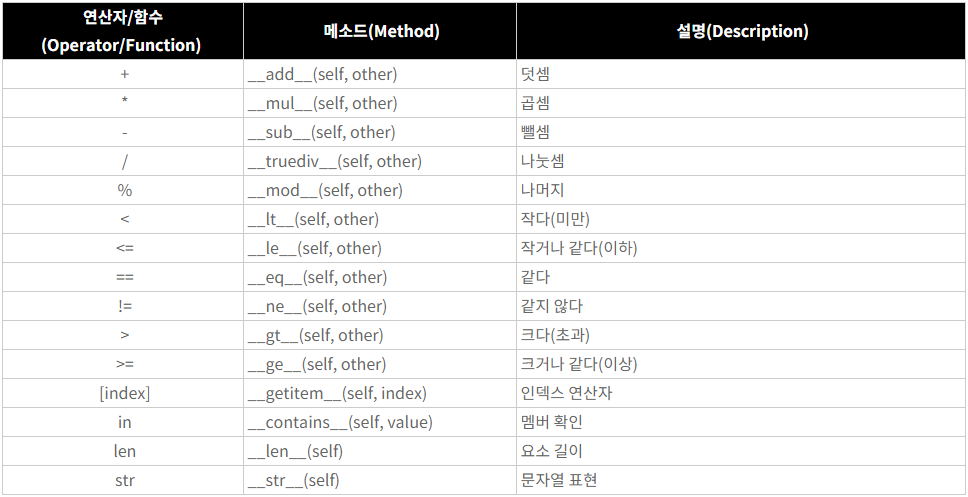 연산자/함수
(Operator/Function)
메소드(Method)
설명(Description)
+ __add__(self, other) 덧셈
* __mul__(self, other) 곱셈
- __sub__(self, other) 뺄셈
/ __truediv__(self, other) 나눗셈
% __mod__(self, other) 나머지
< __lt__(self, other) 작다(미만)
<= __le__(self, other) 작거나 같다(이하)
== __eq__(self, other) 같다
!= __ne__(self, other) 같지 않다
> __gt__(self, other) 크다(초과)
>= __ge__(self, other) 크거나 같다(이상)
[index] __getitem__(self, index) 인덱스 연산자
in __contains__(self, value) 멤버 확인
len __len__(self) 요소 길이
str __str__(self) 문자열 표현